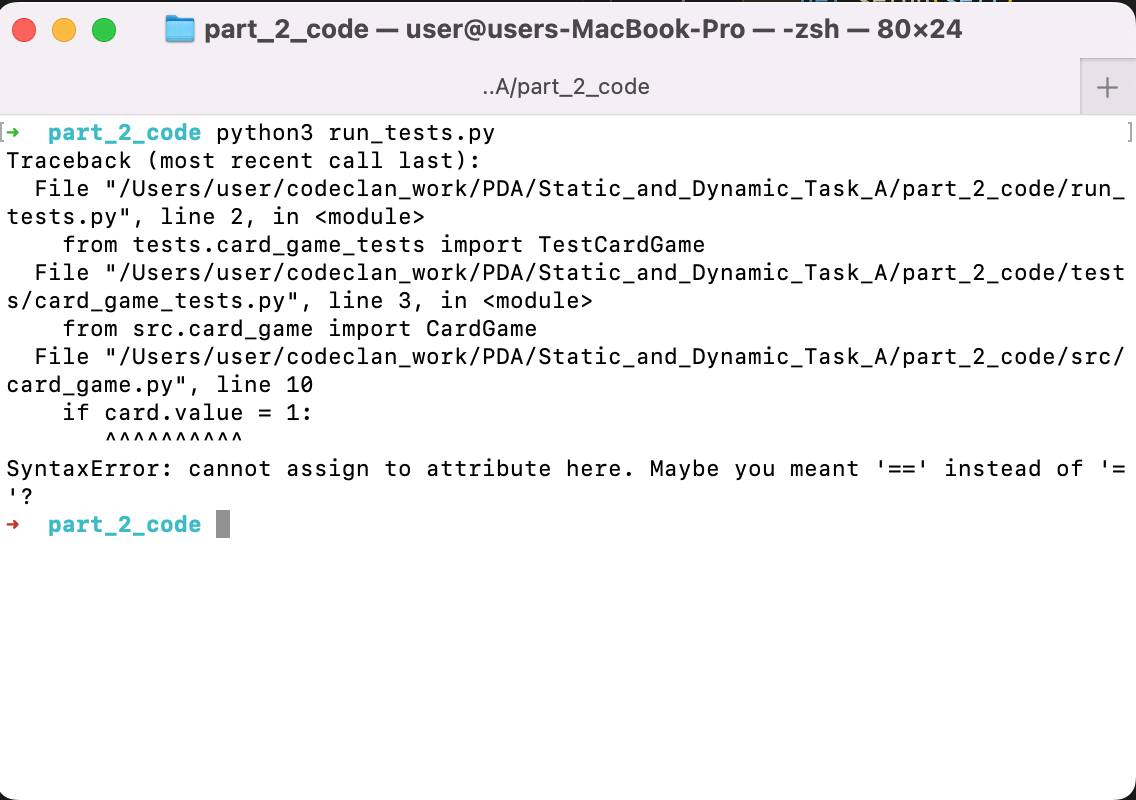 part_2_code — user@users-MacBook-Pro — -zsh — 80×24
..A/part_2_code
+
[➜  part_2_code python3 run_tests.py ]
Traceback (most recent call last):
  File "/Users/user/codeclan_work/PDA/Static_and_Dynamic_Task_A/part_2_code/run_
tests.py", line 2, in <module>
    from tests.card_game_tests import TestCardGame
  File "/Users/user/codeclan_work/PDA/Static_and_Dynamic_Task_A/part_2_code/test
s/card_game_tests.py", line 3, in <module>
    from src.card_game import CardGame
  File "/Users/user/codeclan_work/PDA/Static_and_Dynamic_Task_A/part_2_code/src/
card_game.py", line 10
    if card.value = 1:
       ^^^^^^^^^^
SyntaxError: cannot assign to attribute here. Maybe you meant '==' instead of '=
'?
➜  part_2_code